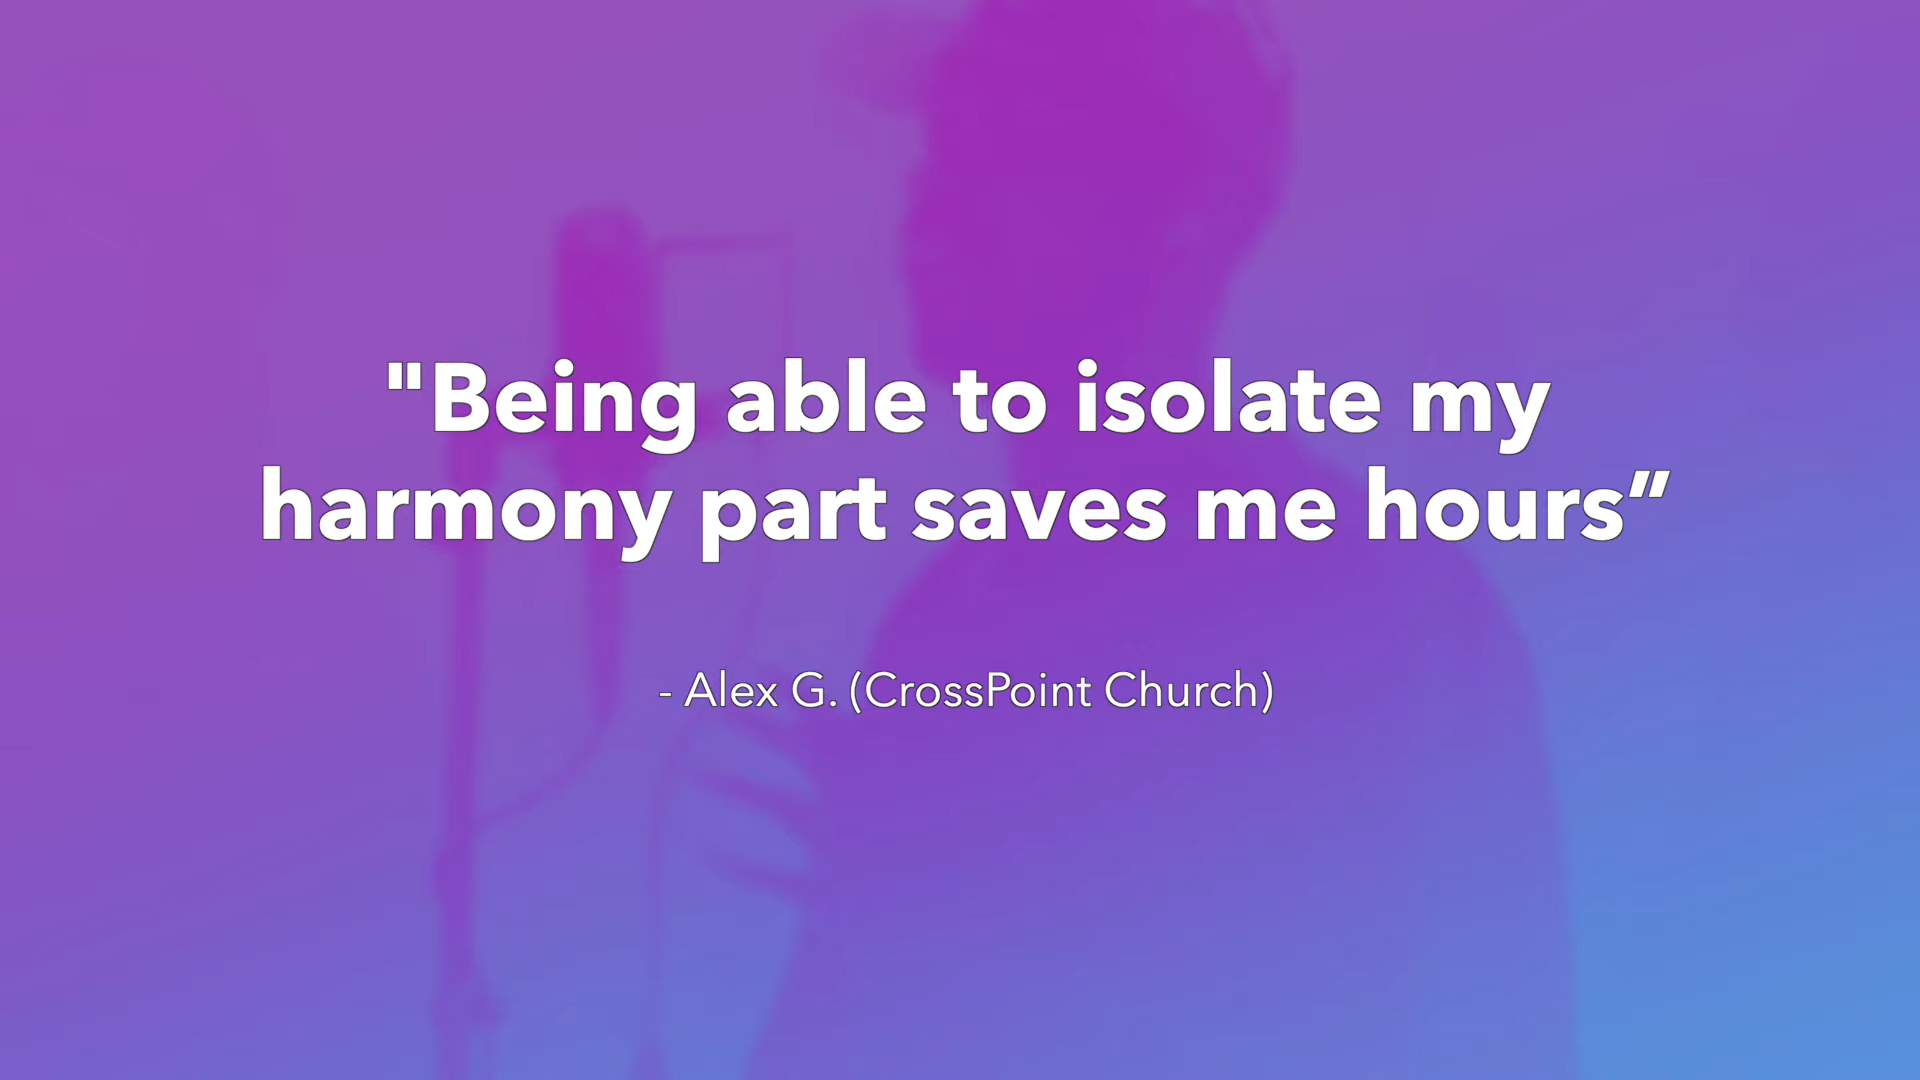 "Being able to isolate my
harmony part saves me hours”
- Alex G. (CrossPoint Church)